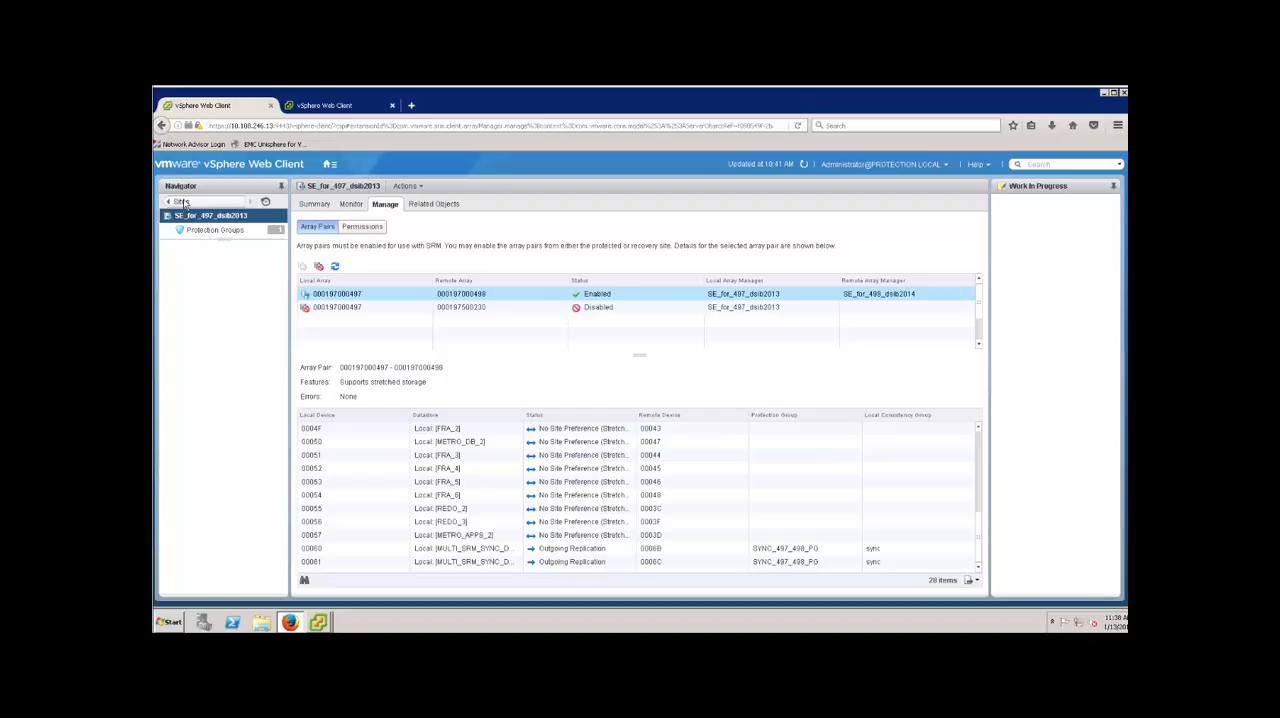 vSphere Web Client
vSphere Web Client
Search
Network Advisor Login
EMC Unisphere for V...
vmware® vSphere Web Client
Updated at 10:41 AM
Administrator@PROTECTION.LOCAL
Help
Search
Navigator
SE_for_497_dsib2013
Actions
Work In Progress
Summary
Monitor
Manage
Related Objects
SE_for_497_dsib2013
Protection Groups
1
Array Pairs
Permissions
Array pairs must be enabled for use with SRM. You may enable the array pairs from either the protected or recovery site. Details for the selected array pair are shown below.
Local Array Remote Array Status Local Array Manager Remote Array Manager
000197000497 000197000498 Enabled SE_for_497_dsib2013 SE_for_498_dsib2014
000197000497 000197500230 Disabled SE_for_497_dsib2013
Array Pair: 000197000497 - 000197000498
Features: Supports stretched storage
Errors: None
Local Device Datastore Status Remote Device Protection Group Local Consistency Group
0004F Local: [FRA_2] No Site Preference (Stretch... 00043
00050 Local: [METRO_DB_2] No Site Preference (Stretch... 00047
00051 Local: [FRA_3] No Site Preference (Stretch... 00044
00052 Local: [FRA_4] No Site Preference (Stretch... 00045
00053 Local: [FRA_5] No Site Preference (Stretch... 00046
00054 Local: [FRA_6] No Site Preference (Stretch... 00048
00055 Local: [REDO_2] No Site Preference (Stretch... 0003C
00056 Local: [REDO_3] No Site Preference (Stretch... 0003F
00057 Local: [METRO_APPS_2] No Site Preference (Stretch... 0003D
00060 Local: [MULTI_SRM_SYNC_D... Outgoing Replication 0006B SYNC_497_498_PG sync
00061 Local: [MULTI_SRM_SYNC_D... Outgoing Replication 0006C SYNC_497_498_PG sync
28 items
Start
11:38 A